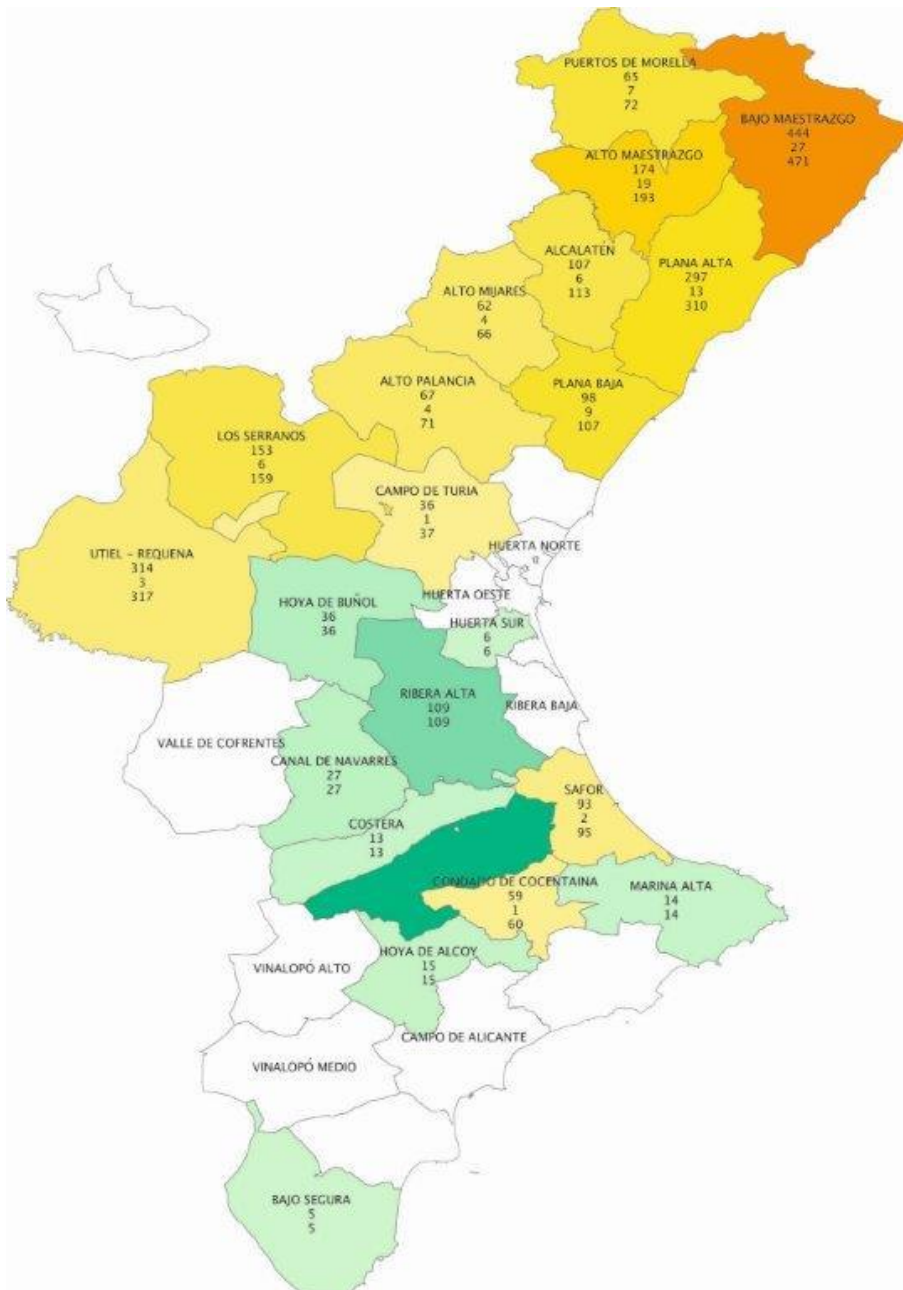 PUERTOS DE MORELLA
65
7
72
BAJO MAESTRAZGO
444
27
471
ALTO MAESTRAZGO
174
19
193
ALCALATÉN
107
6
113
PLANA ALTA
297
13
310
ALTO MIJARES
62
4
66
ALTO PALANCIA
67
4
71
PLANA BAJA
98
9
107
LOS SERRANOS
153
6
159
CAMPO DE TURIA
36
1
37
UTIEL - REQUENA
314
3
317
HUERTA NORTE
HUERTA OESTE
HOYA DE BUÑOL
36
36
HUERTA SUR
6
6
RIBERA ALTA
109
109
RIBERA BAJA
VALLE DE COFRENTES
CANAL DE NAVARRES
27
27
SAFOR
93
2
95
COSTERA
13
13
CONDADO DE COCENTAINA
59
1
60
MARINA ALTA
14
14
HOYA DE ALCOY
15
15
VINALOPÓ ALTO
CAMPO DE ALICANTE
VINALOPÓ MEDIO
BAJO SEGURA
5
5